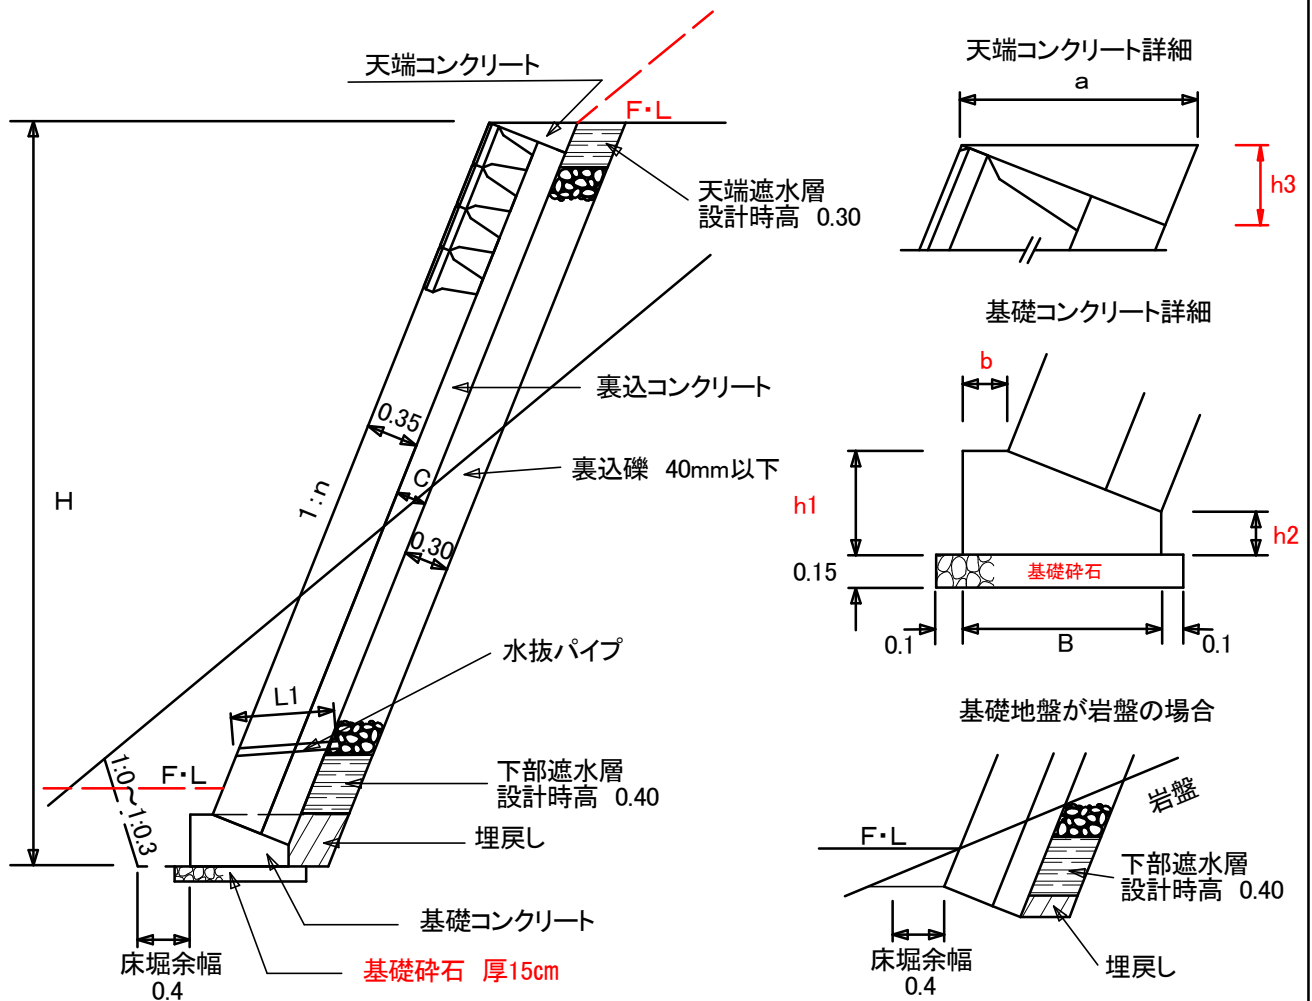 天端コンクリート
F・L
天端遮水層
設計時高 0.30
裏込コンクリート
0.35
C
裏込礫 40mm以下
H
1:n
0.30
水抜パイプ
L1
1:0~1:0.3
F・L
下部遮水層
設計時高 0.40
埋戻し
基礎コンクリート
床堀余幅
0.4
基礎砕石 厚15cm
天端コンクリート詳細
a
h3
基礎コンクリート詳細
b
h1
h2
0.15
基礎砕石
0.1
B
0.1
基礎地盤が岩盤の場合
岩盤
F・L
下部遮水層
設計時高 0.40
床堀余幅
0.4
埋戻し